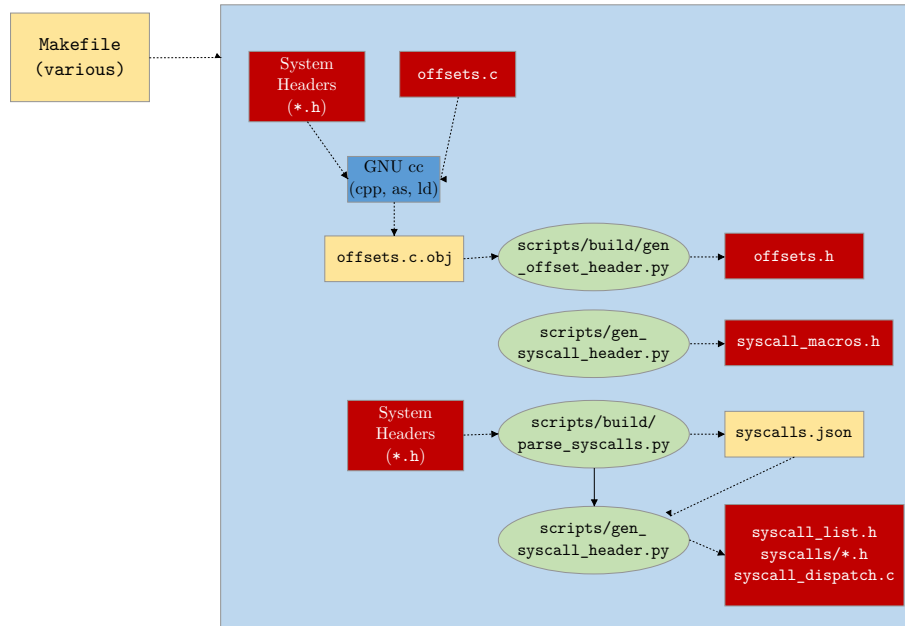 Makefile
(various)
System
Headers
(*.h)
offsets.c
GNU cc
(cpp, as, ld)
offsets.c.obj
scripts/build/gen
_offset_header.py
offsets.h
scripts/gen_
syscall_header.py
syscall_macros.h
System
Headers
(*.h)
scripts/build/
parse_syscalls.py
syscalls.json
scripts/gen_
syscall_header.py
syscall_list.h
syscalls/*.h
syscall_dispatch.c